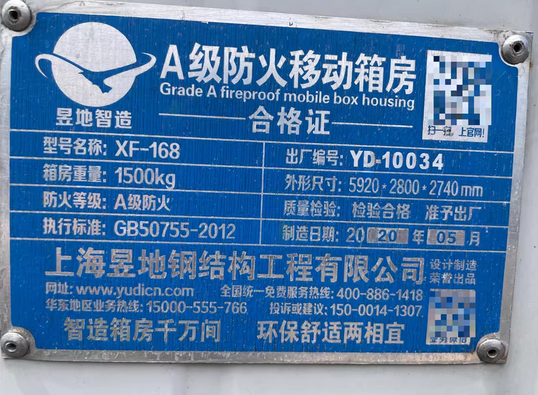 A级防火移动箱房
Grade A fireproof mobile box housing
昱地智造
合格证
扫一扫,上官网!
型号名称: XF-168
出厂编号: YD-10034
箱房重量: 1500kg
外形尺寸: 5920*2800*2740mm
防火等级: A级防火
质量检验: 检验合格 准予出厂
执行标准: GB50755-2012
制造日期: 2020年05月
上海昱地钢结构工程有限公司
设计制造
荣誉出品
网址: www.yudicn.com
全国统一免费服务热线: 400-886-1418
华东地区业务热线: 15000-555-766
投诉或建议: 150-0014-1307
智造箱房千万间 环保舒适两相宜